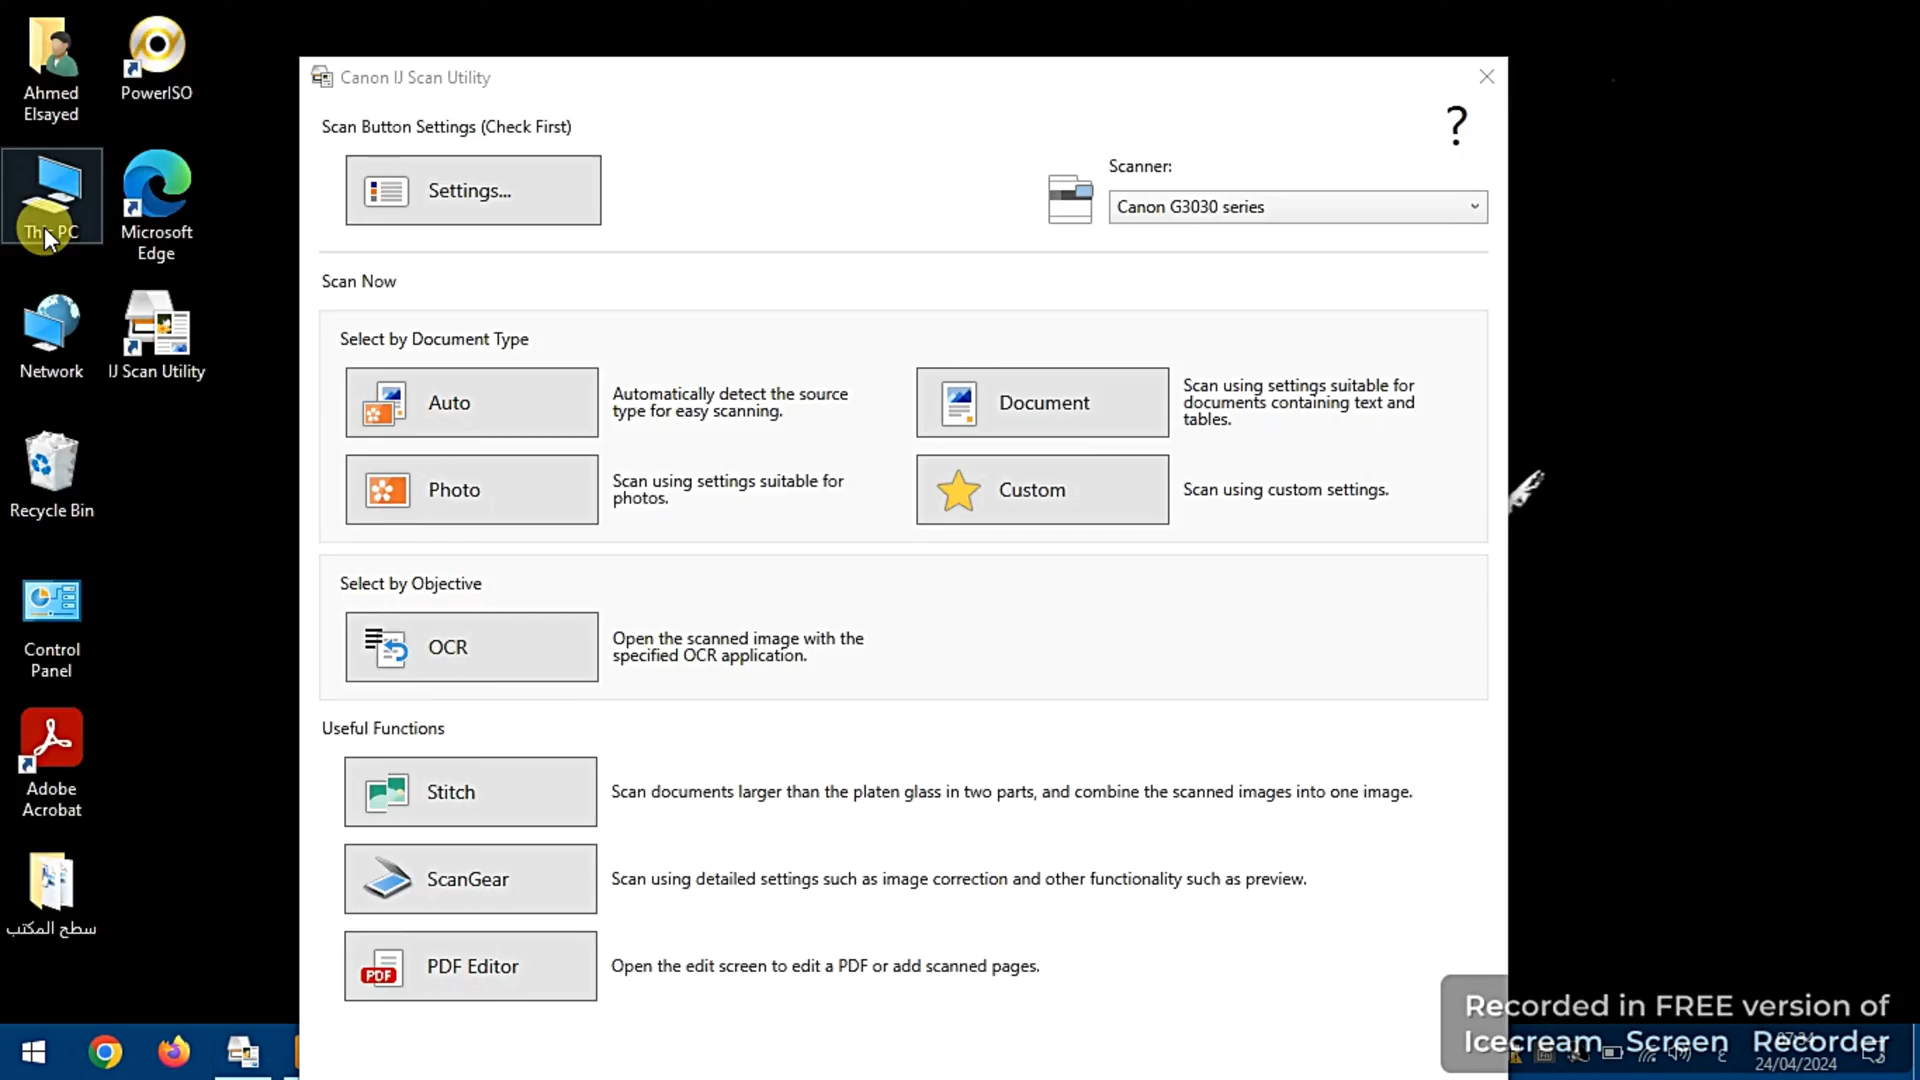 Ahmed
Elsayed
PowerISO
This PC
Microsoft
Edge
Network
IJ Scan Utility
Recycle Bin
Control
Panel
Adobe
Acrobat
سطح المكتب
Canon IJ Scan Utility
Scan Button Settings (Check First)
?
Settings...
Scanner:
Canon G3030 series
Scan Now
Select by Document Type
Auto
Automatically detect the source
type for easy scanning.
Document
Scan using settings suitable for
documents containing text and
tables.
Photo
Scan using settings suitable for
photos.
Custom
Scan using custom settings.
Select by Objective
OCR
Open the scanned image with the
specified OCR application.
Useful Functions
Stitch
Scan documents larger than the platen glass in two parts, and combine the scanned images into one image.
ScanGear
Scan using detailed settings such as image correction and other functionality such as preview.
PDF
PDF Editor
Open the edit screen to edit a PDF or add scanned pages.
Recorded in FREE version of
Icecream Screen Recorder
ع
24/04/2024